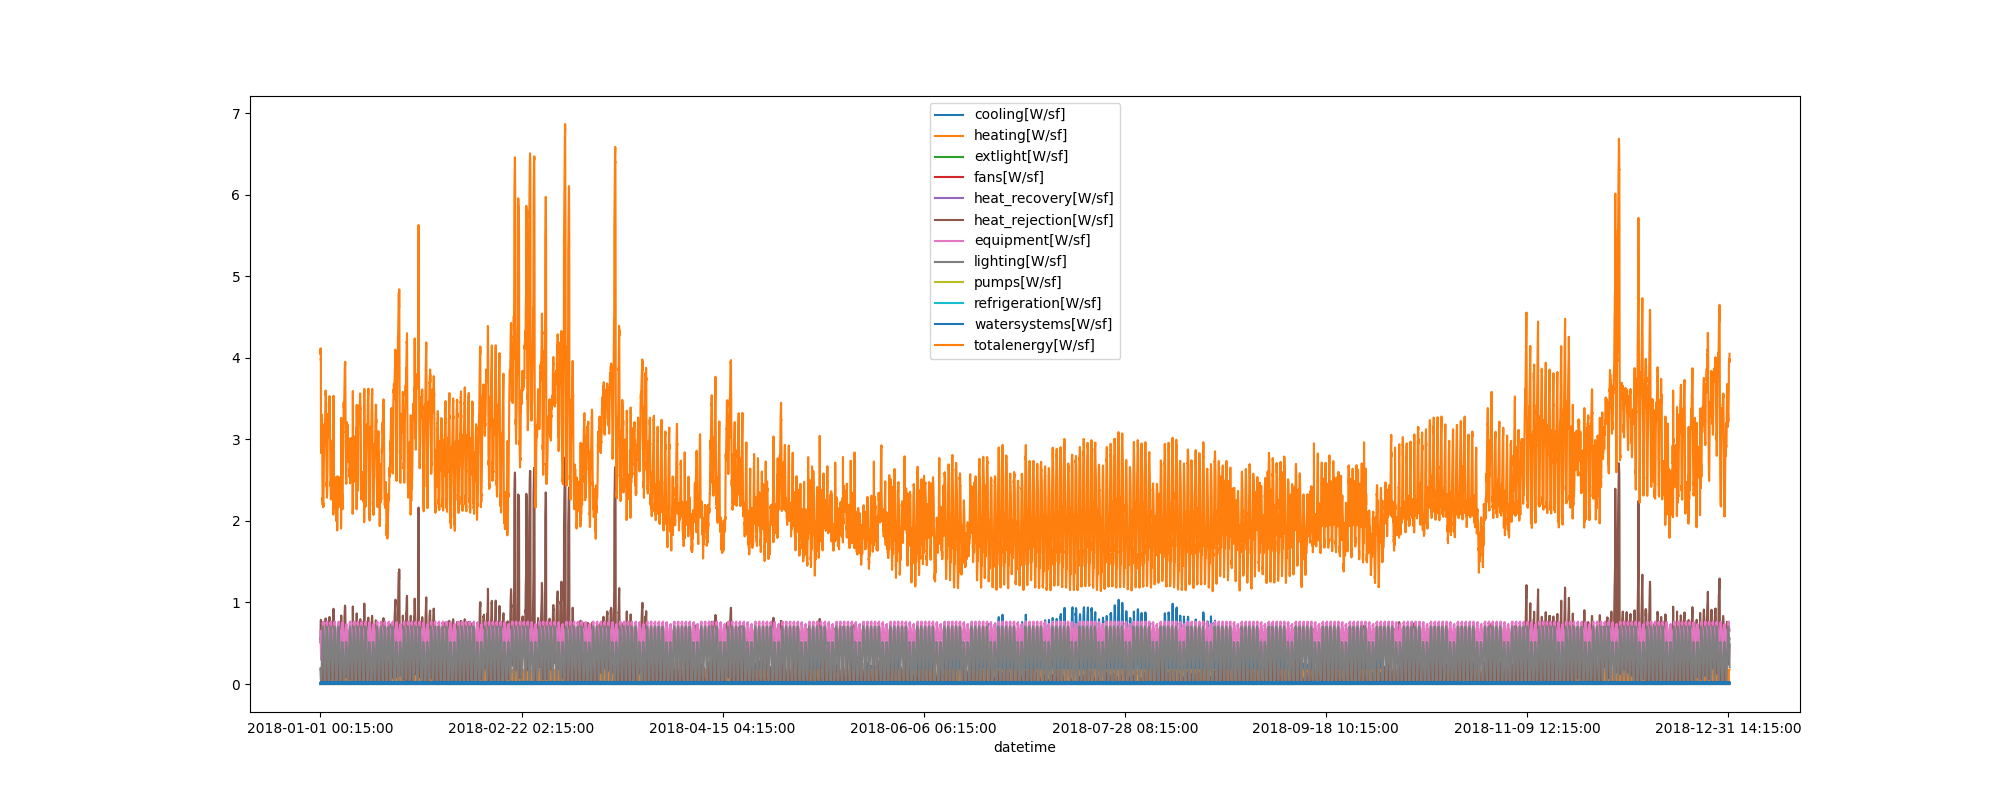 7
6
5
4
3
2
1
0
cooling[W/sf]
heating[W/sf]
extlight[W/sf]
fans[W/sf]
heat_recovery[W/sf]
heat_rejection[W/sf]
equipment[W/sf]
lighting[W/sf]
pumps[W/sf]
refrigeration[W/sf]
watersystems[W/sf]
totalenergy[W/sf]
2018-01-01 00:15:00 2018-02-22 02:15:00 2018-04-15 04:15:00 2018-06-06 06:15:00 2018-07-28 08:15:00 2018-09-18 10:15:00 2018-11-09 12:15:00 2018-12-31 14:15:00
datetime